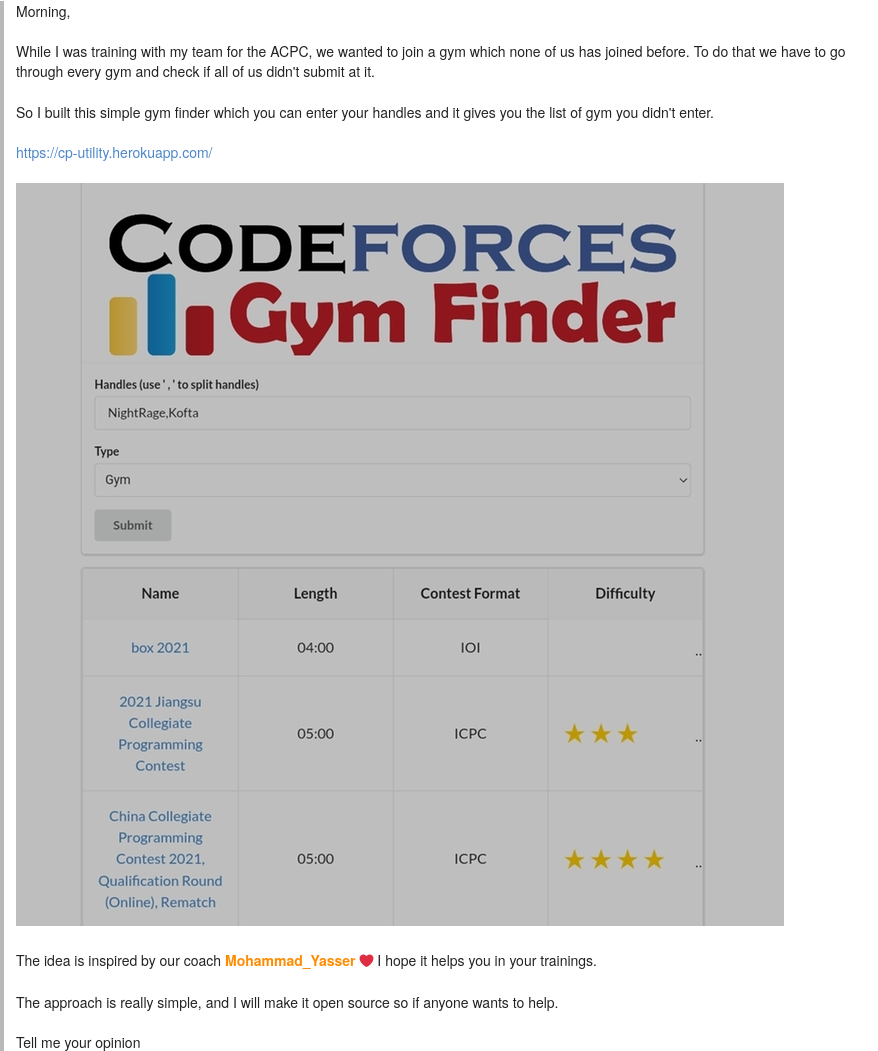 Morning,
While I was training with my team for the ACPC, we wanted to join a gym which none of us has joined before. To do that we have to go
through every gym and check if all of us didn't submit at it.
So I built this simple gym finder which you can enter your handles and it gives you the list of gym you didn't enter.
https://cp-utility.herokuapp.com/
CODEFORCES
Gym Finder
Handles (use ' , ' to split handles)
NightRage,Kofta
Type
Gym
Submit
Name Length Contest Format Difficulty
box 2021 04:00 IOI ..
2021 Jiangsu
Collegiate
Programming
Contest
05:00 ICPC ★★★ ..
China Collegiate
Programming
Contest 2021,
Qualification Round
(Online), Rematch
05:00 ICPC ★★★★ ..
The idea is inspired by our coach Mohammad_Yasser ❤ I hope it helps you in your trainings.
The approach is really simple, and I will make it open source so if anyone wants to help.
Tell me your opinion